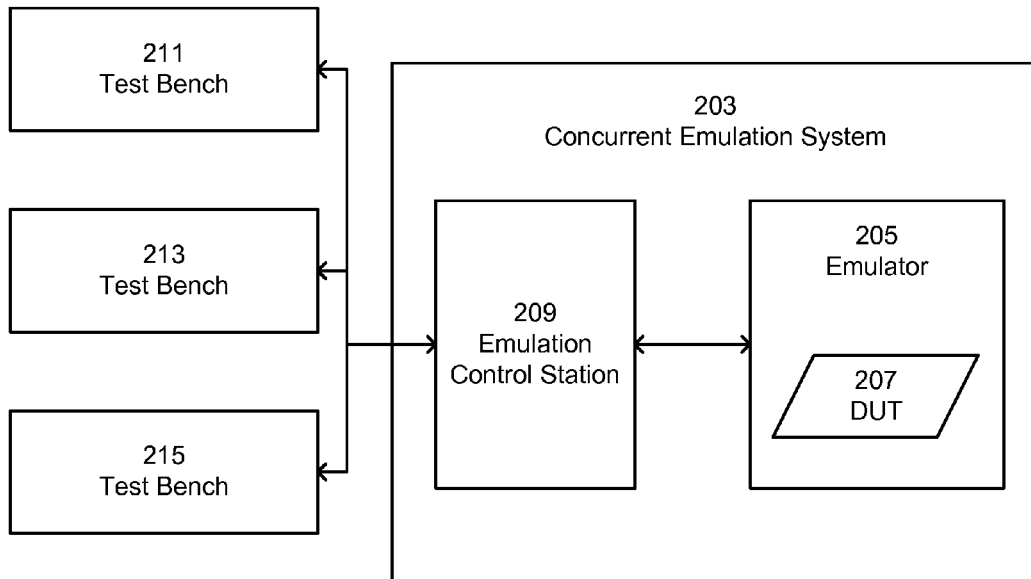 211
Test Bench
203
Concurrent Emulation System
213
Test Bench
205
Emulator
209
Emulation
Control Station
207
DUT
215
Test Bench